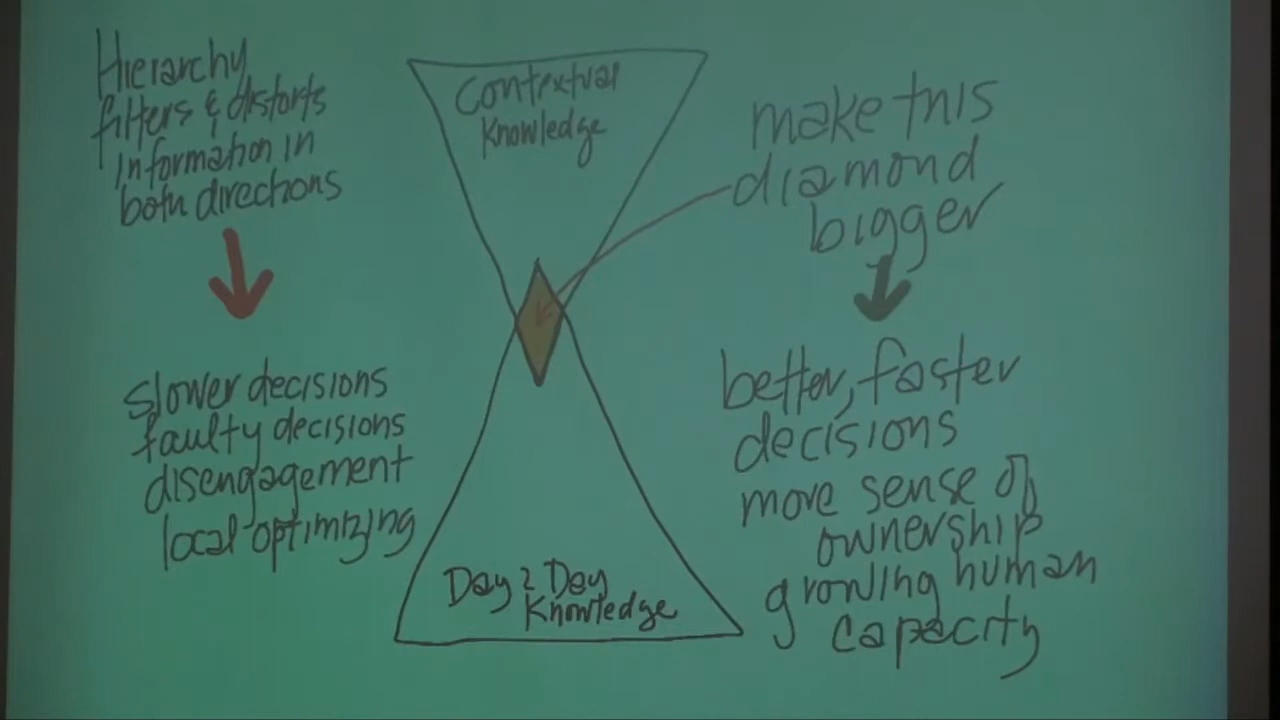 Hierarchy
filters & distorts
information in
both directions
slower decisions
faulty decisions
disengagement
local optimizing
Contextual
Knowledge
Day 2 Day
Knowledge
make this
diamond
bigger
better, faster
decisions
more sense of
ownership
growing human
capacity